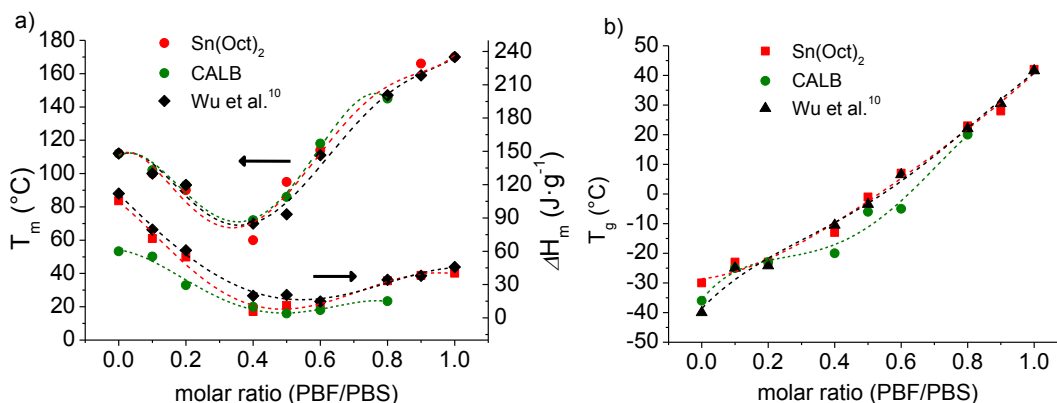 a)
Sn(Oct)2
CALB
Wu et al.10
180
160
140
120
100
80
60
40
20
0
Tm (°C)
240
210
180
150
120
90
60
30
0
ΔHm (J·g-1)
0.0 0.2 0.4 0.6 0.8 1.0
molar ratio (PBF/PBS)
b)
Sn(Oct)2
CALB
Wu et al.10
50
40
30
20
10
0
-10
-20
-30
-40
-50
Tg (°C)
0.0 0.2 0.4 0.6 0.8 1.0
molar ratio (PBF/PBS)